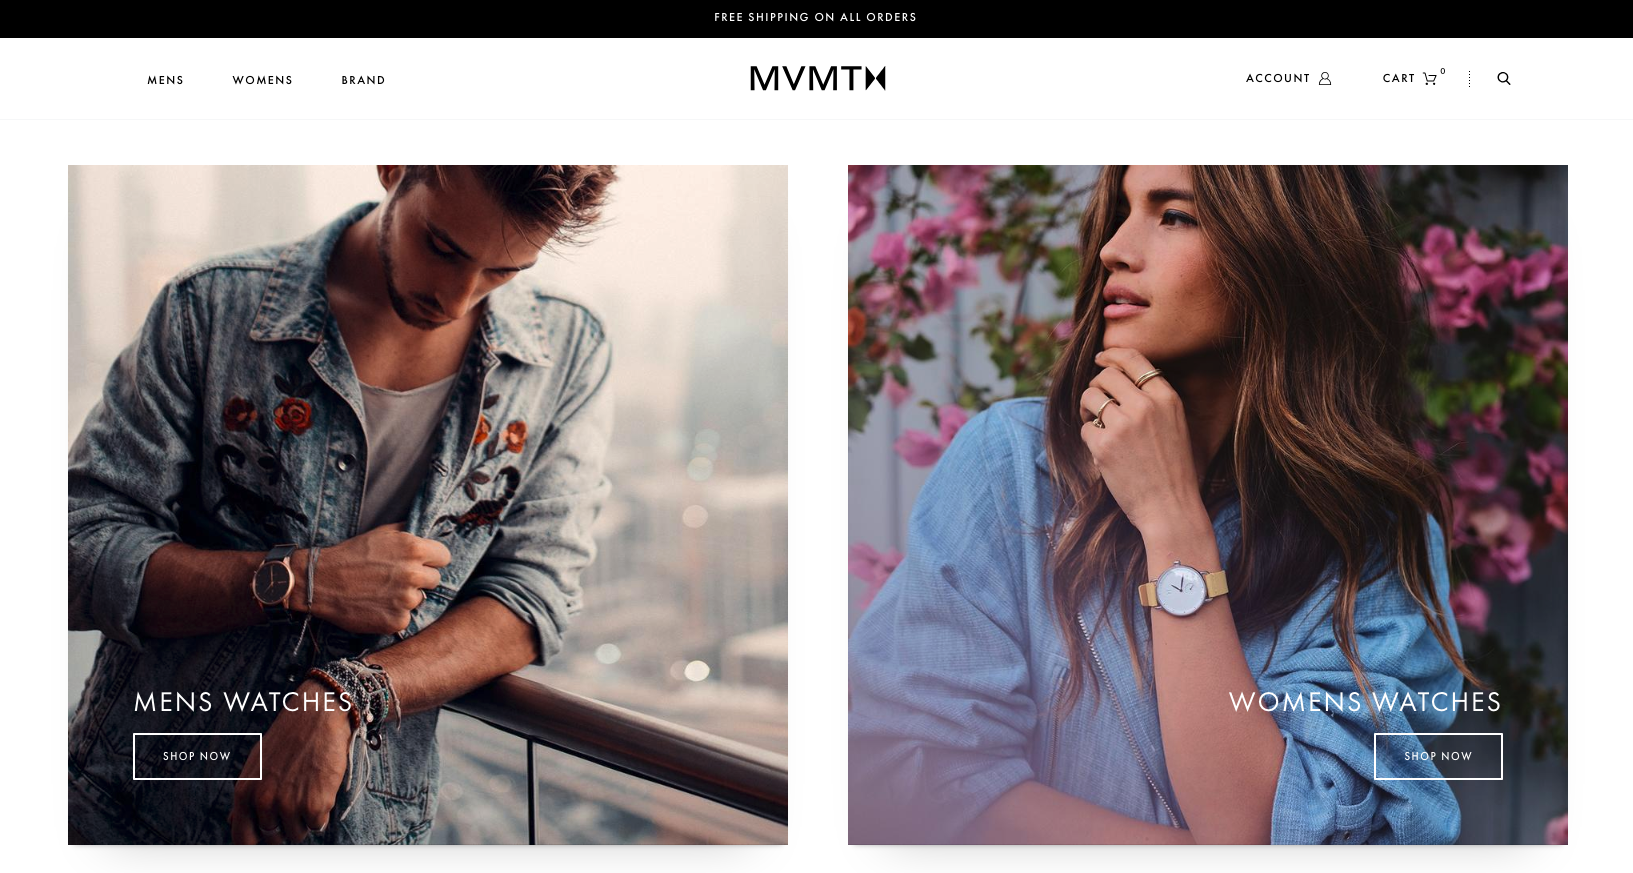 FREE SHIPPING ON ALL ORDERS
MENS
WOMENS
BRAND
MVMT
ACCOUNT
CART 0
MENS WATCHES
SHOP NOW
WOMENS WATCHES
SHOP NOW